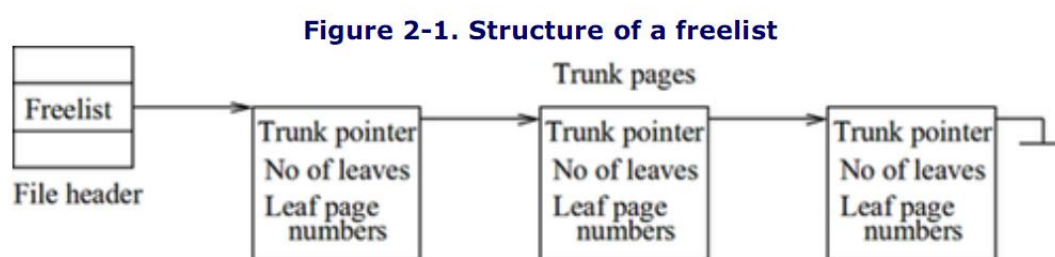 Figure 2-1. Structure of a freelist
Trunk pages
Freelist
File header
Trunk pointer
No of leaves
Leaf page
numbers
Trunk pointer
No of leaves
Leaf page
numbers
Trunk pointer
No of leaves
Leaf page
numbers